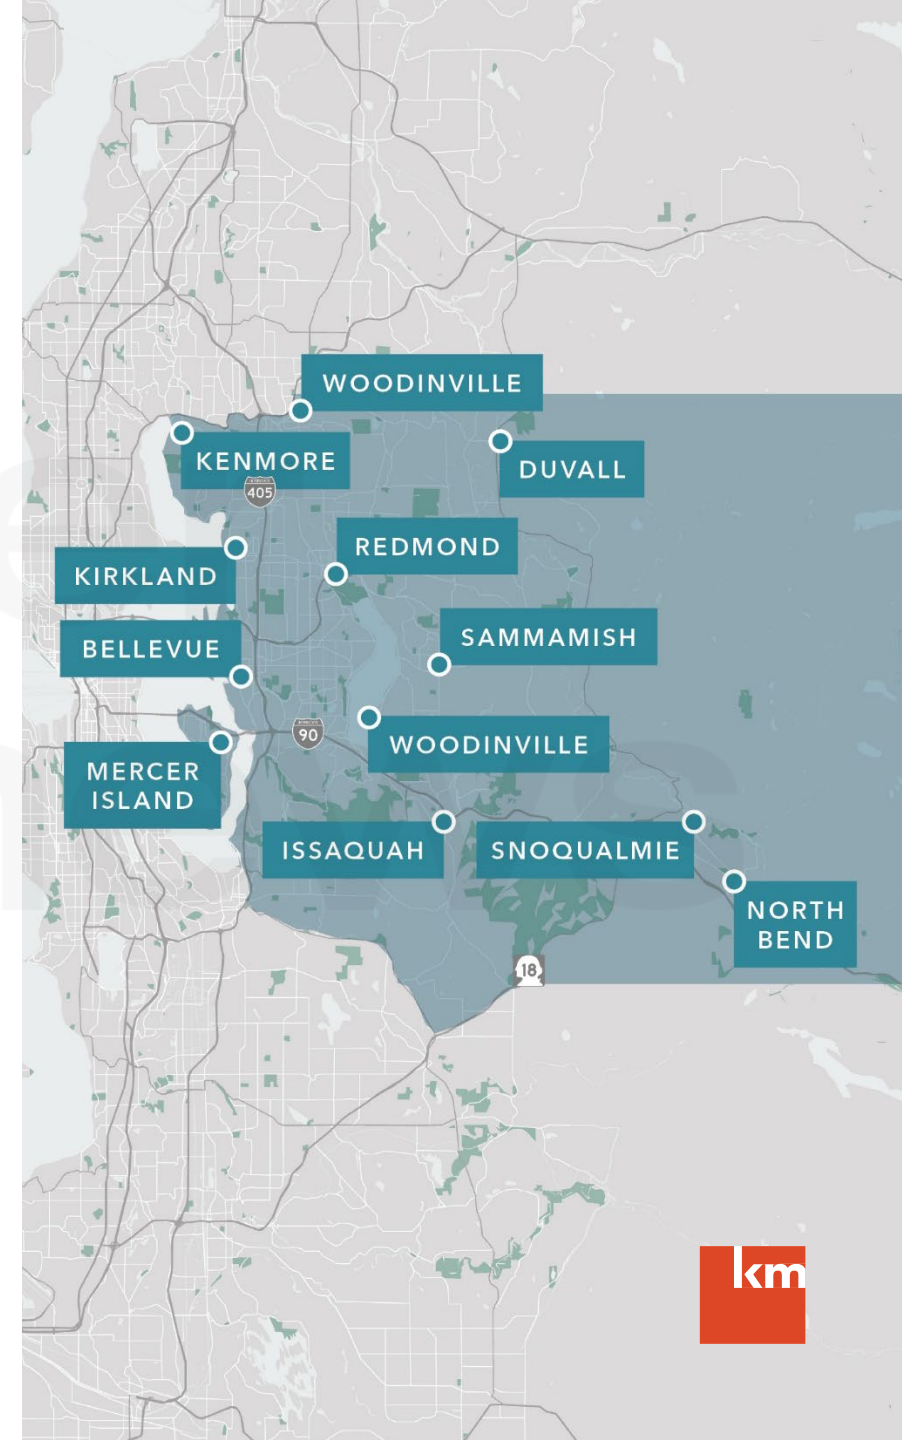 WOODINVILLE
KENMORE
405
DUVALL
REDMOND
KIRKLAND
SAMMAMISH
BELLEVUE
90
WOODINVILLE
MERCER
ISLAND
ISSAQUAH
SNOQUALMIE
NORTH
BEND
18
km